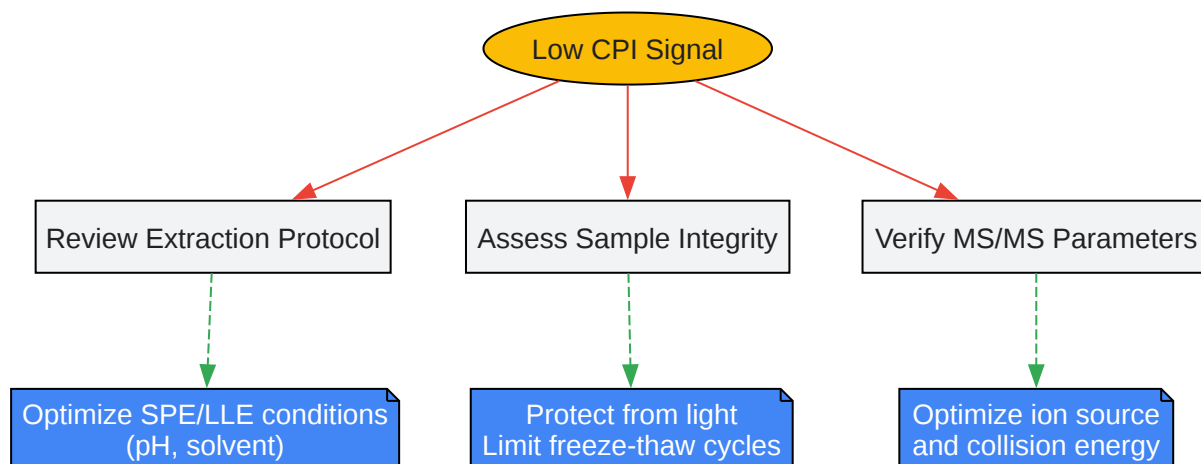 Low CPI Signal
Review Extraction Protocol
Assess Sample Integrity
Verify MS/MS Parameters
Optimize SPE/LLE conditions
(pH, solvent)
Protect from light
Limit freeze-thaw cycles
Optimize ion source
and collision energy